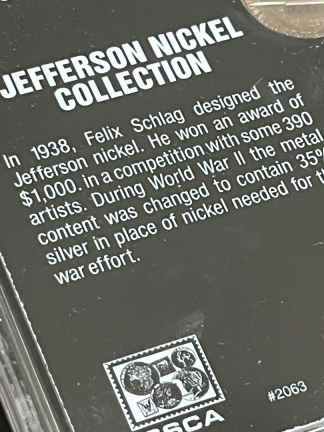 JEFFERSON NICKEL
COLLECTION
In 1938, Felix Schlag designed the
Jefferson nickel. He won an award of
$1,000. in a competition with some 390
artists. During World War II the metal
content was changed to contain 35%
silver in place of nickel needed for
war effort.
#2063